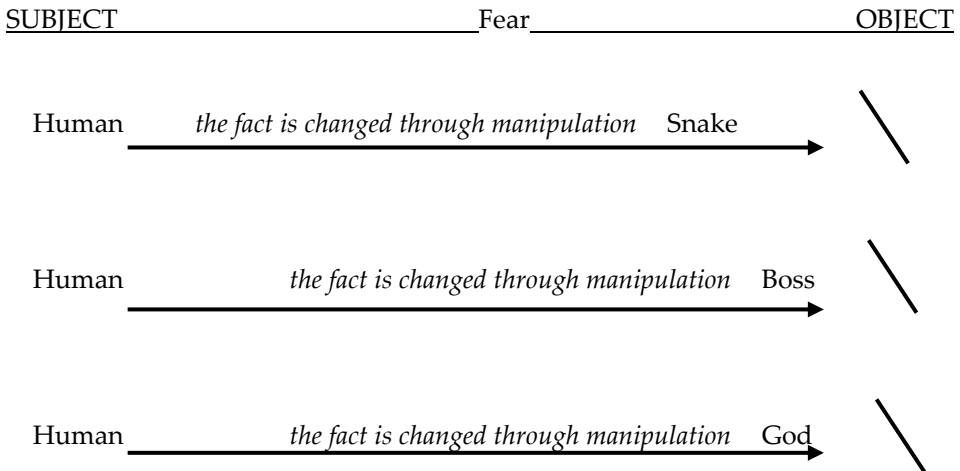 SUBJECT Fear OBJECT
Human the fact is changed through manipulation Snake
Human the fact is changed through manipulation Boss
Human the fact is changed through manipulation God